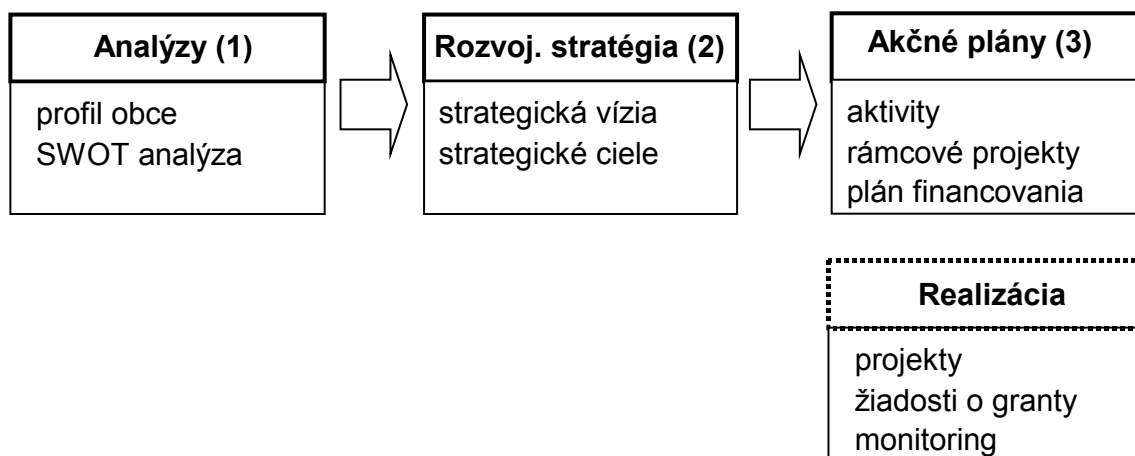 Analýzy (1)
profil obce
SWOT analýza
Rozvoj. stratégia (2)
strategická vízia
strategické ciele
Akčné plány (3)
aktivity
rámcové projekty
plán financovania
Realizácia
projekty
žiadosti o granty
monitoring